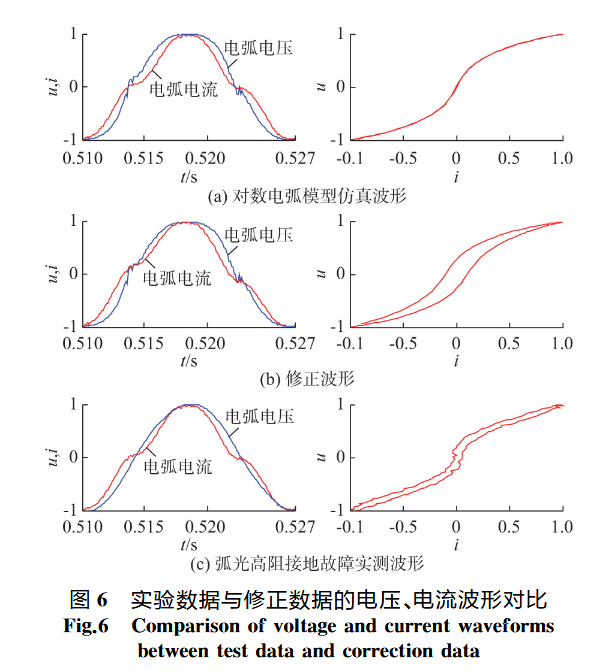 1
电弧电压
u,i
0
电弧电流
-1
0.510 0.515 0.520 0.527
t/s
1
u
0
-1
-0.1 -0.5 0 0.5 1.0
i
(a) 对数电弧模型仿真波形
1
电弧电压
u,i
0
电弧电流
-1
0.510 0.515 0.520 0.527
t/s
1
u
0
-1
-0.1 -0.5 0 0.5 1.0
i
(b) 修正波形
1
电弧电压
u,i
0
电弧电流
-1
0.510 0.515 0.520 0.527
t/s
1
u
0
-1
-0.1 -0.5 0 0.5 1.0
i
(c) 弧光高阻接地故障实测波形
图 6 实验数据与修正数据的电压、电流波形对比
Fig.6 Comparison of voltage and current waveforms
between test data and correction data